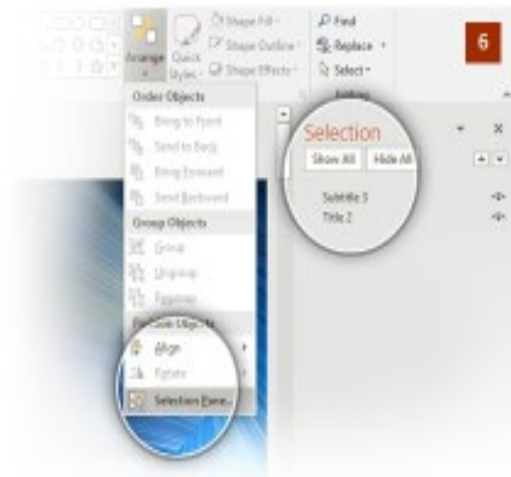 Shape Fill
Find
Arrange
Quick
Styles
Shape Outline
Replace
6
Shape Effects
Select
Order Objects
Editing
Bring to Front
Send to Back
Bring Forward
Send Backward
Selection
Show All
Hide All
Subtitle 3
Title 2
Group Objects
Group
Ungroup
Regroup
Position Objects
Align
Rotate
Selection Pane...